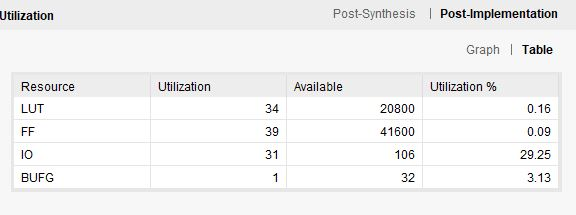 Utilization Post-Synthesis | Post-Implementation
Graph | Table
Resource Utilization Available Utilization %
LUT 34 20800 0.16
FF 39 41600 0.09
IO 31 106 29.25
BUFG 1 32 3.13